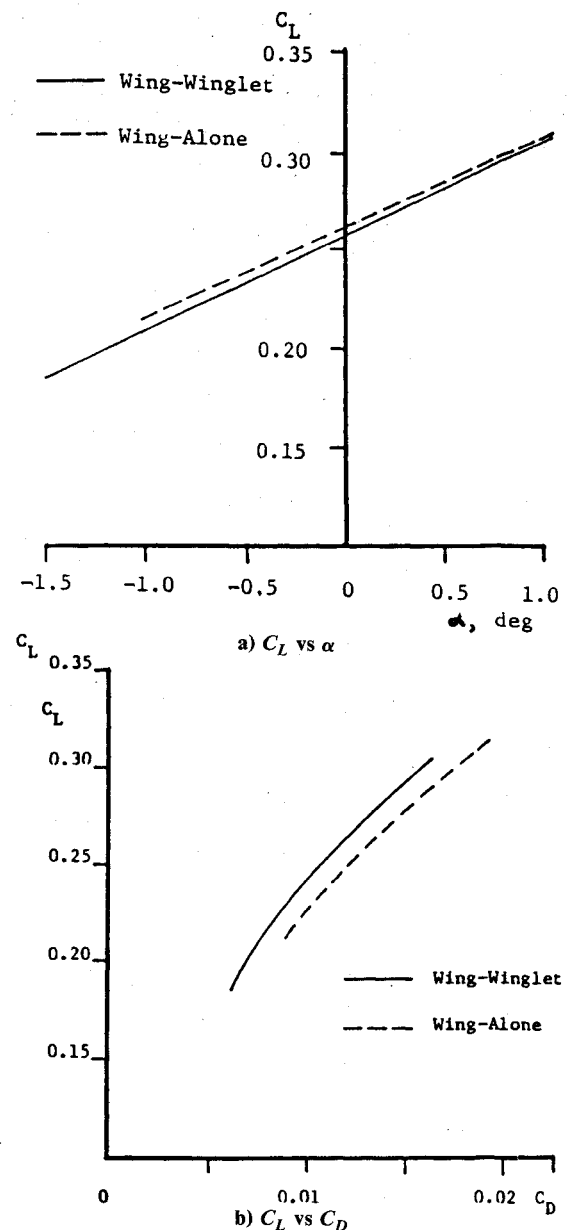 C_L
0.35
Wing-Winglet
Wing-Alone
0.30
0.20
0.15
-1.5 -1.0 -0.5 0 0.5 1.0
α, deg
a) C_L vs α
C_L 0.35
C_L
0.30
0.25
0.20
Wing-Winglet
Wing-Alone
0.15
0 0.01 0.02 C_D
b) C_L vs C_D